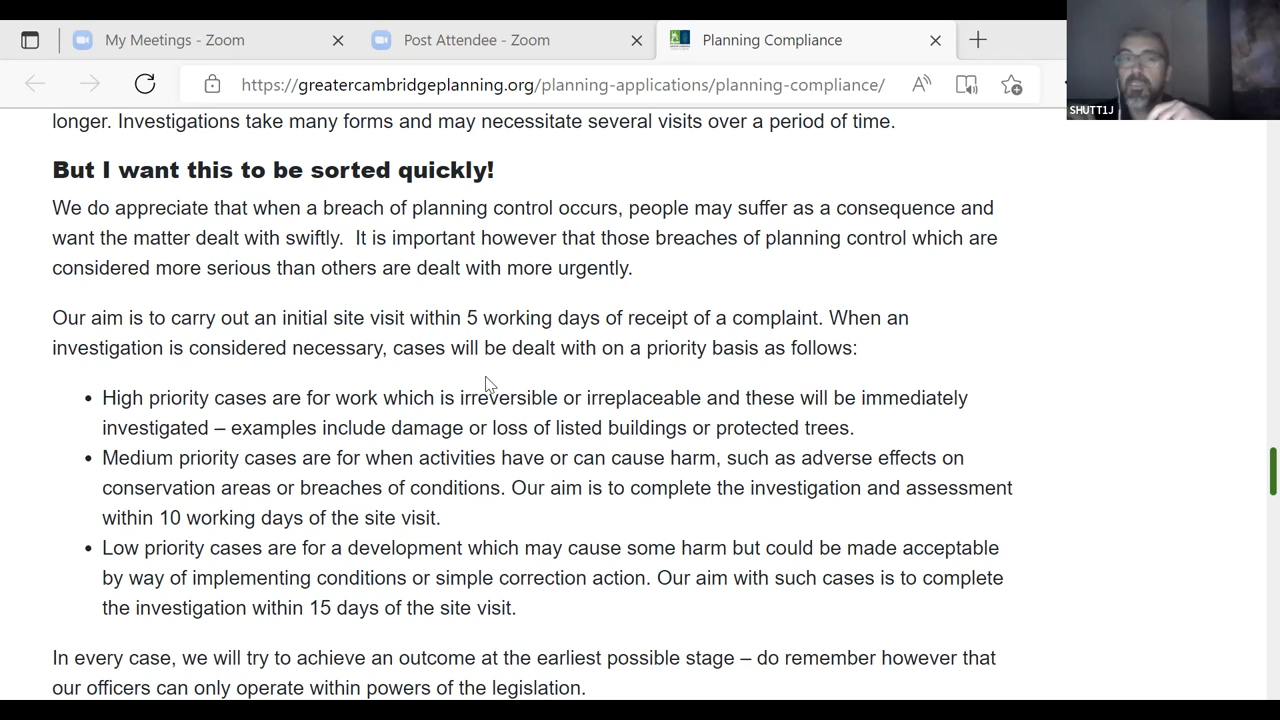 My Meetings - Zoom
Post Attendee - Zoom
Planning Compliance
https://greatercambridgeplanning.org/planning-applications/planning-compliance/
SHUTT1J
longer. Investigations take many forms and may necessitate several visits over a period of time.
But I want this to be sorted quickly!
We do appreciate that when a breach of planning control occurs, people may suffer as a consequence and
want the matter dealt with swiftly.  It is important however that those breaches of planning control which are
considered more serious than others are dealt with more urgently.
Our aim is to carry out an initial site visit within 5 working days of receipt of a complaint. When an
investigation is considered necessary, cases will be dealt with on a priority basis as follows:
• High priority cases are for work which is irreversible or irreplaceable and these will be immediately
investigated – examples include damage or loss of listed buildings or protected trees.
• Medium priority cases are for when activities have or can cause harm, such as adverse effects on
conservation areas or breaches of conditions. Our aim is to complete the investigation and assessment
within 10 working days of the site visit.
• Low priority cases are for a development which may cause some harm but could be made acceptable
by way of implementing conditions or simple correction action. Our aim with such cases is to complete
the investigation within 15 days of the site visit.
In every case, we will try to achieve an outcome at the earliest possible stage – do remember however that
our officers can only operate within powers of the legislation.